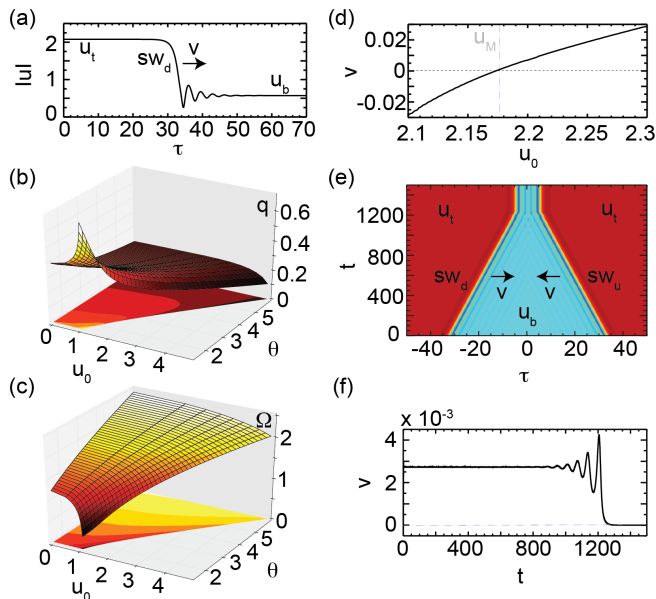 (a)
2
1
0
|u|
u_t
sw_d
v
u_b
0 10 20 30 40 50 60 70
τ
(d)
0.02
0
-0.02
v
u_M
2.1 2.15 2.2 2.25 2.3
u_0
(b)
q
0.6
0.4
0.2
0
0 1 2 3 4
u_0
2 3 4 5
θ
(e)
1200
800
400
0
t
u_t
u_t
sw_d
sw_u
v
v
u_b
-40 -20 0 20 40
τ
(c)
Ω
2
1
0
0 1 2 3 4
u_0
2 3 4 5
θ
(f)
x 10^-3
4
2
0
v
0 400 800 1200
t